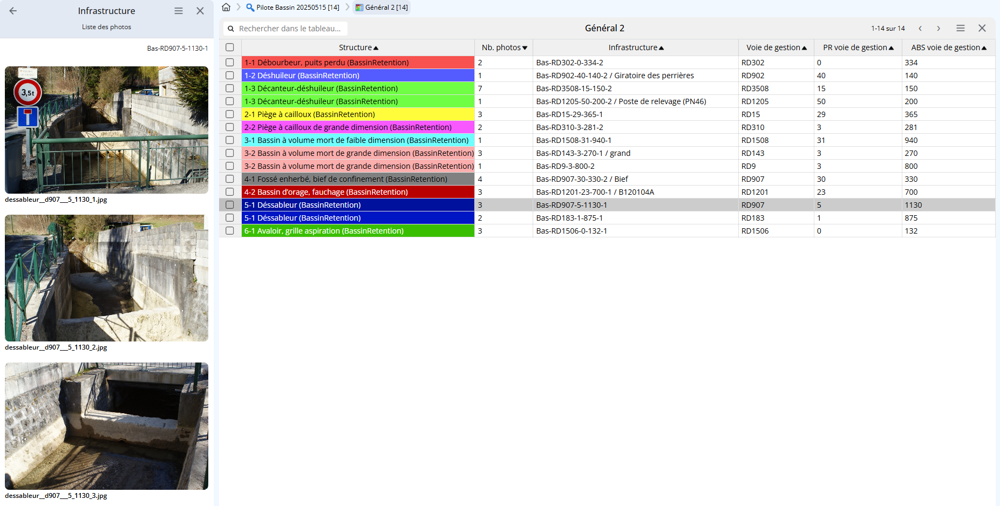 Infrastructure
Liste des photos
Bas-RD907-5-1130-1
3,5t
dessableur__d907___5_1130_1.jpg
dessableur__d907___5_1130_2.jpg
dessableur__d907___5_1130_3.jpg
Pilote Bassin 20250515 [14] Général 2 [14]
Rechercher dans le tableau... Général 2 1-14 sur 14
Structure Nb. photos Infrastructure Voie de gestion PR voie de gestion ABS voie de gestion
1-1 Débourbeur, puits perdu (BassinRetention) 2 Bas-RD302-0-334-2 RD302 0 334
1-2 Déshuileur (BassinRetention) 1 Bas-RD902-40-140-2 / Giratoire des perrières RD902 40 140
1-3 Décanteur-déshuileur (BassinRetention) 7 Bas-RD3508-15-150-2 RD3508 15 150
1-3 Décanteur-déshuileur (BassinRetention) 1 Bas-RD1205-50-200-2 / Poste de relevage (PN46) RD1205 50 200
2-1 Piège à cailloux (BassinRetention) 3 Bas-RD15-29-365-1 RD15 29 365
2-2 Piège à cailloux de grande dimension (BassinRetention) 2 Bas-RD310-3-281-2 RD310 3 281
3-1 Bassin à volume mort de faible dimension (BassinRetention) 1 Bas-RD1508-31-940-1 RD1508 31 940
3-2 Bassin à volume mort de grande dimension (BassinRetention) 3 Bas-RD143-3-270-1 / grand RD143 3 270
3-2 Bassin à volume mort de grande dimension (BassinRetention) 1 Bas-RD9-3-800-2 RD9 3 800
4-1 Fossé enherbé, bief de confinement (BassinRetention) 4 Bas-RD907-30-330-2 / Bief RD907 30 330
4-2 Bassin d'orage, fauchage (BassinRetention) 3 Bas-RD1201-23-700-1 / B120104A RD1201 23 700
5-1 Déssableur (BassinRetention) 3 Bas-RD907-5-1130-1 RD907 5 1130
5-1 Déssableur (BassinRetention) 2 Bas-RD183-1-875-1 RD183 1 875
6-1 Avaloir, grille aspiration (BassinRetention) 3 Bas-RD1506-0-132-1 RD1506 0 132